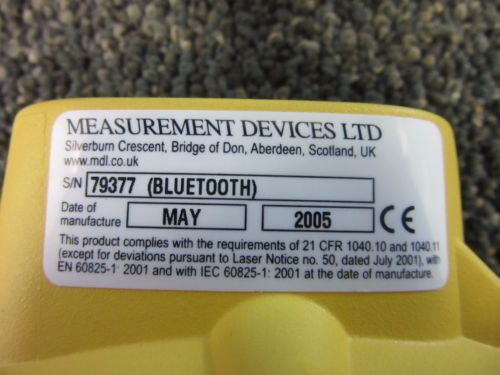 MEASUREMENT DEVICES LTD
Silverburn Crescent, Bridge of Don, Aberdeen, Scotland, UK
www.mdl.co.uk
S/N 79377 (BLUETOOTH)
Date of manufacture MAY 2005 CE
This product complies with the requirements of 21 CFR 1040.10 and 1040.11
(except for deviations pursuant to Laser Notice no. 50, dated July 2001), with
EN 60825-1: 2001 and with IEC 60825-1: 2001 at the date of manufacture.